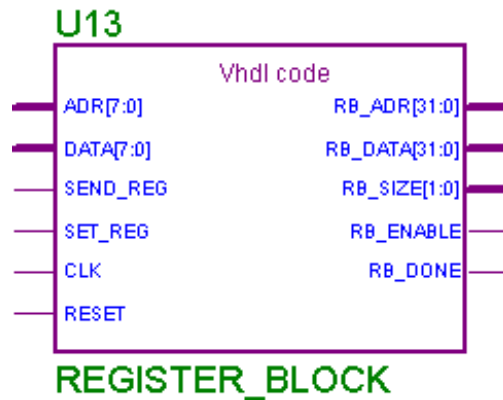 U13
Vhdl code
ADR[7:0] RB_ADR[31:0]
DATA[7:0] RB_DATA[31:0]
SEND_REG RB_SIZE[1:0]
SET_REG RB_ENABLE
CLK RB_DONE
RESET
REGISTER_BLOCK